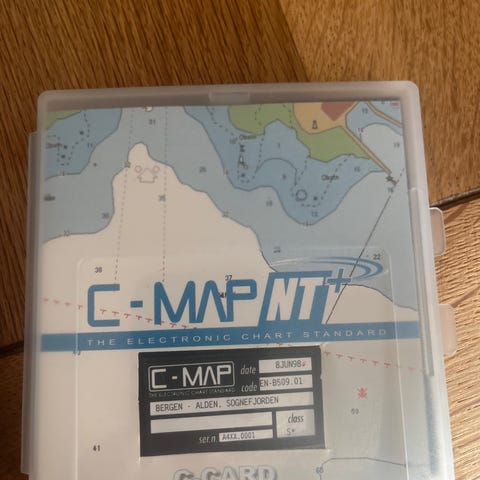 C-MAP NT+
THE ELECTRONIC CHART STANDARD
C-MAP
THE ELECTRONIC CHART STANDARD
date 8JUN98
code EN-B509.01
BERGEN - ALDEN, SOGNEFJORDEN
class
ser.n. A4XX.0001
C-CARD